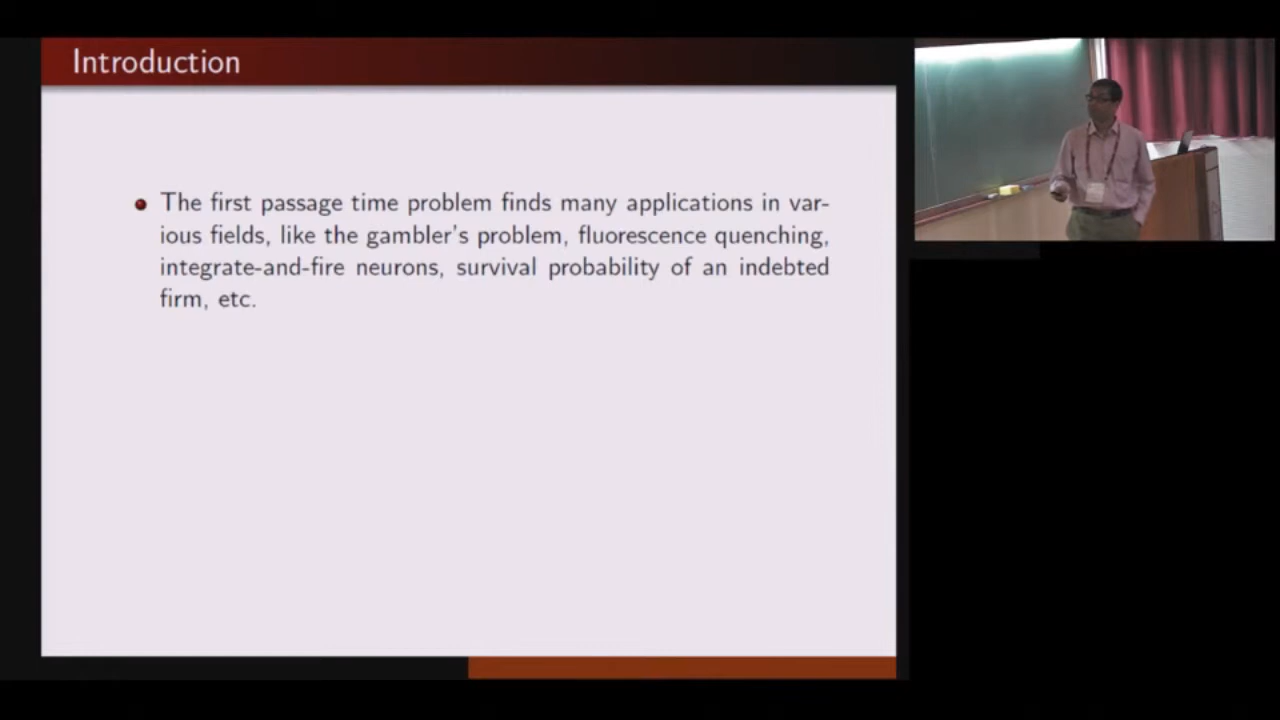 Introduction
The first passage time problem finds many applications in var-
ious fields, like the gambler's problem, fluorescence quenching,
integrate-and-fire neurons, survival probability of an indebted
firm, etc.